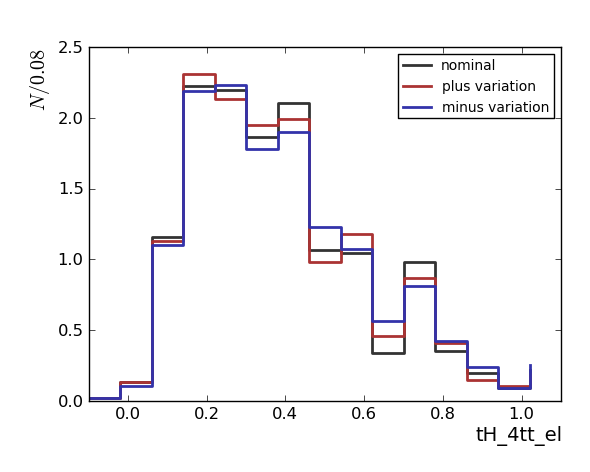 N/0.08
2.5
2.0
1.5
1.0
0.5
0.0
nominal
plus variation
minus variation
0.0 0.2 0.4 0.6 0.8 1.0
tH_4tt_el